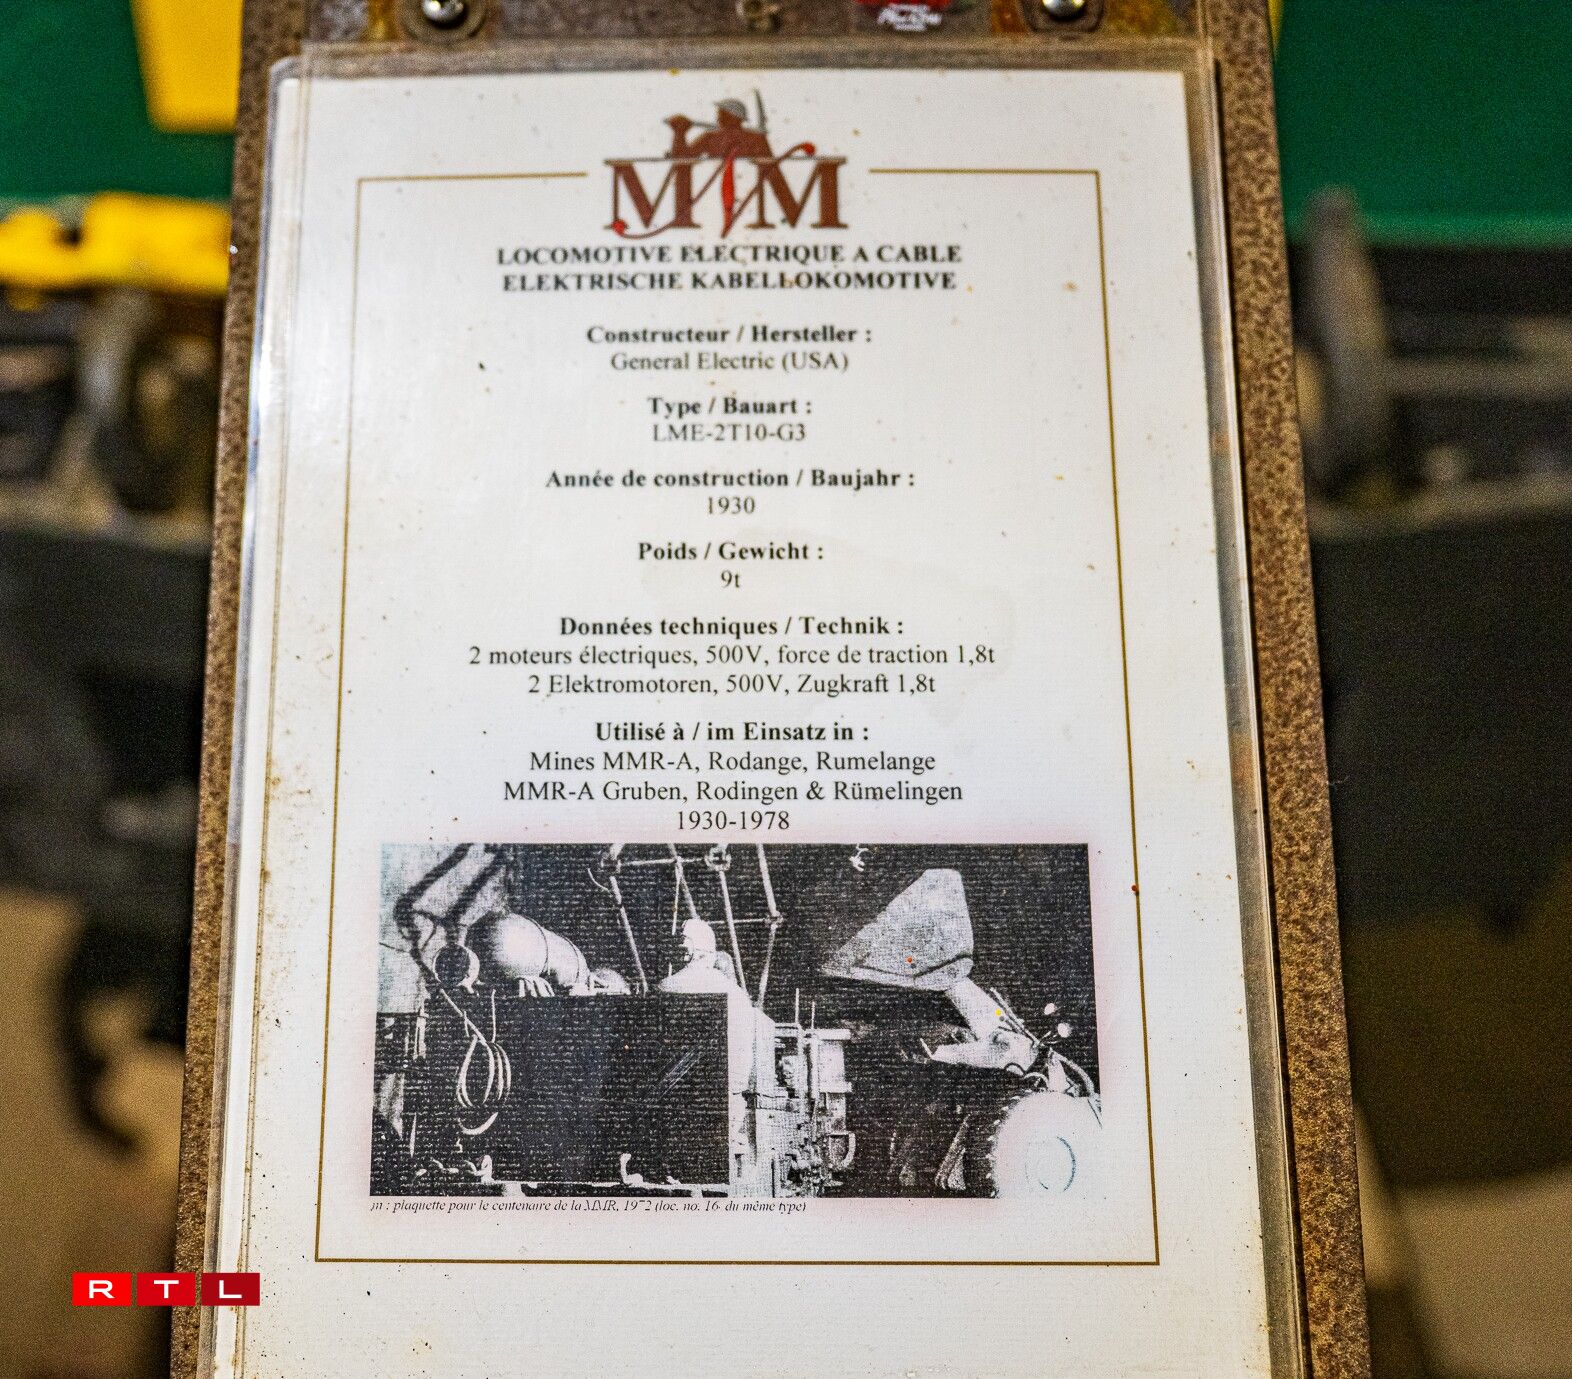 MNM
LOCOMOTIVE ELECTRIQUE A CABLE
ELEKTRISCHE KABELLOKOMOTIVE
Constructeur / Hersteller :
General Electric (USA)
Type / Bauart :
LME-2T10-G3
Année de construction / Baujahr :
1930
Poids / Gewicht :
9t
Données techniques / Technik :
2 moteurs électriques, 500V, force de traction 1,8t
2 Elektromotoren, 500V, Zugkraft 1,8t
Utilisé à / im Einsatz in :
Mines MMR-A, Rodange, Rumelange
MMR-A Gruben, Rodingen & Rümelingen
1930-1978
in : plaquette pour le centenaire de la MMR, 1972 (loc. no. 16 du même type)
RTL